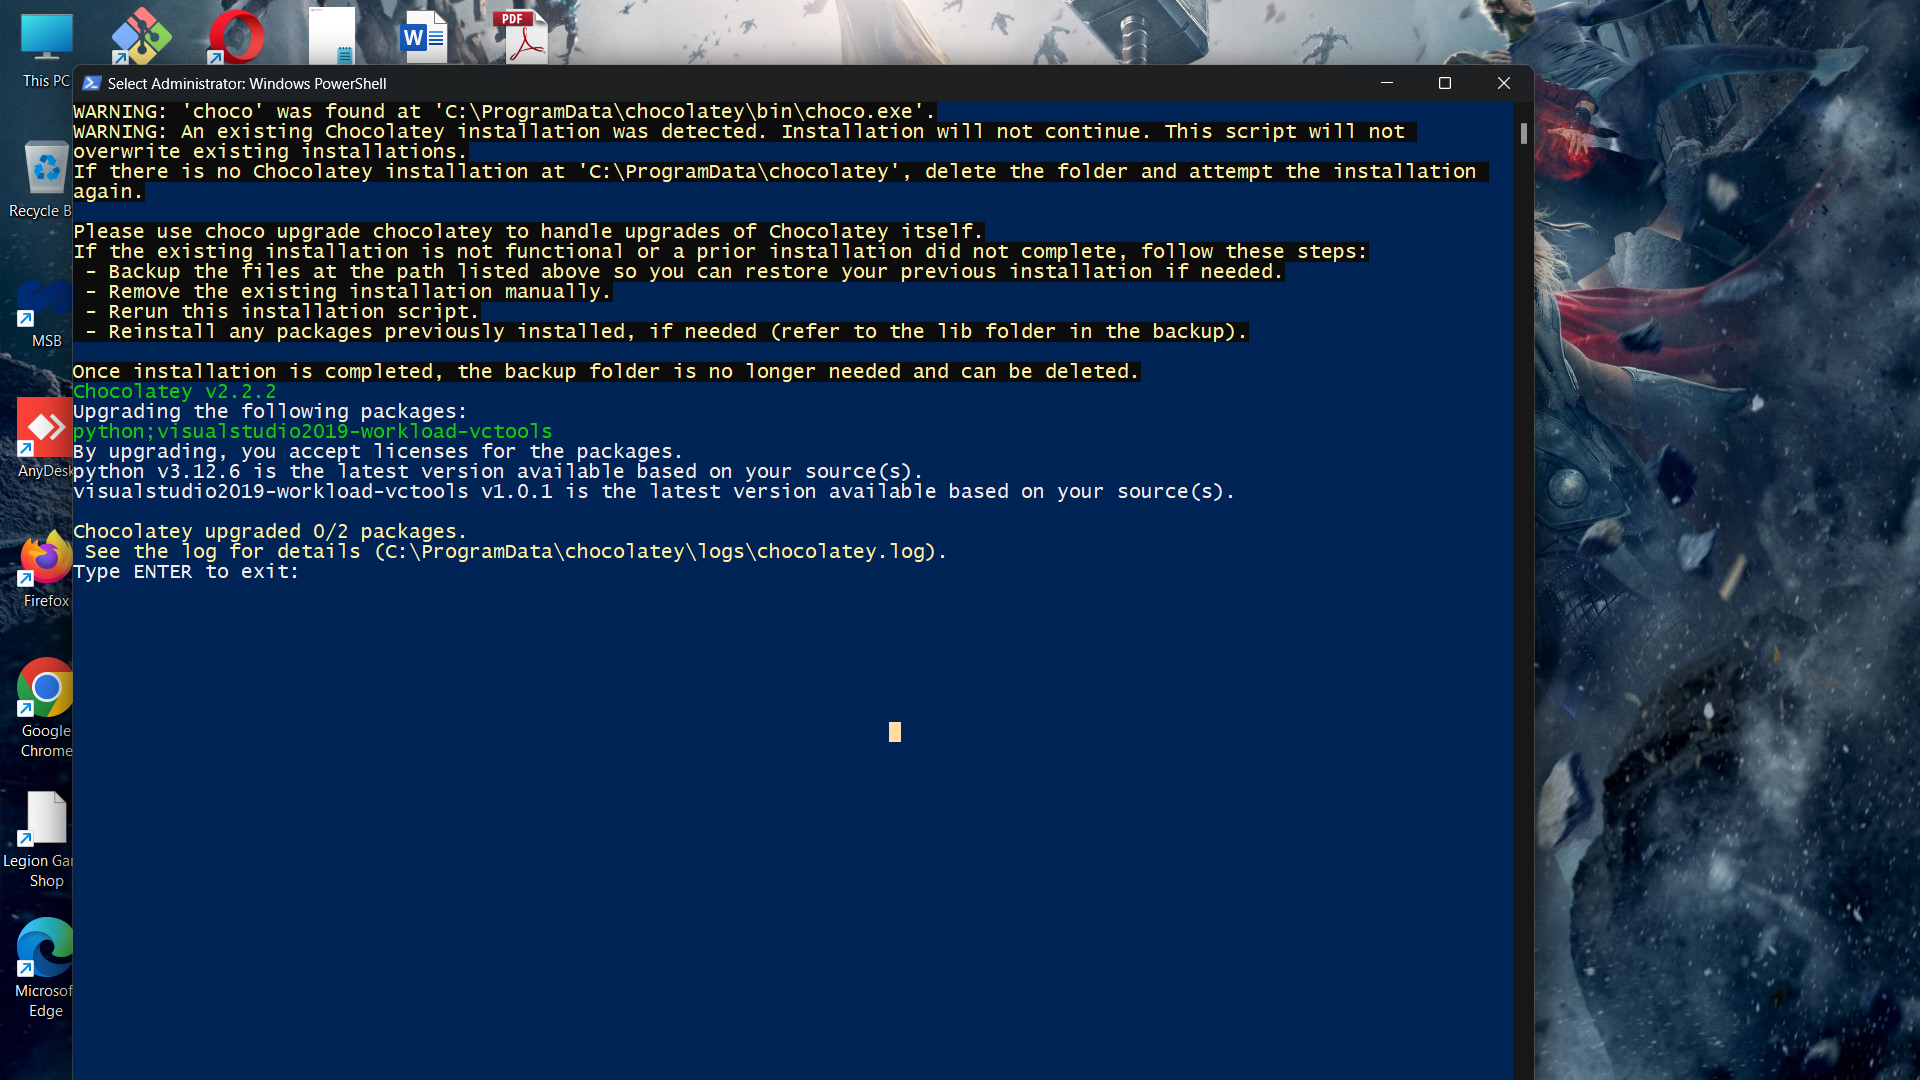 This PC
W
PDF
Select Administrator: Windows PowerShell
WARNING: 'choco' was found at 'C:\ProgramData\chocolatey\bin\choco.exe'.
WARNING: An existing Chocolatey installation was detected. Installation will not continue. This script will not
overwrite existing installations.
If there is no Chocolatey installation at 'C:\ProgramData\chocolatey', delete the folder and attempt the installation
again.
Please use choco upgrade chocolatey to handle upgrades of Chocolatey itself.
If the existing installation is not functional or a prior installation did not complete, follow these steps:
- Backup the files at the path listed above so you can restore your previous installation if needed.
- Remove the existing installation manually.
- Rerun this installation script.
- Reinstall any packages previously installed, if needed (refer to the lib folder in the backup).
Once installation is completed, the backup folder is no longer needed and can be deleted.
Chocolatey v2.2.2
Upgrading the following packages:
python;visualstudio2019-workload-vctools
By upgrading, you accept licenses for the packages.
python v3.12.6 is the latest version available based on your source(s).
visualstudio2019-workload-vctools v1.0.1 is the latest version available based on your source(s).
Chocolatey upgraded 0/2 packages.
See the log for details (C:\ProgramData\chocolatey\logs\chocolatey.log).
Type ENTER to exit:
Recycle B
MSB
AnyDesk
Firefox
Google
Chrome
Legion Ga
Shop
Microsof
Edge